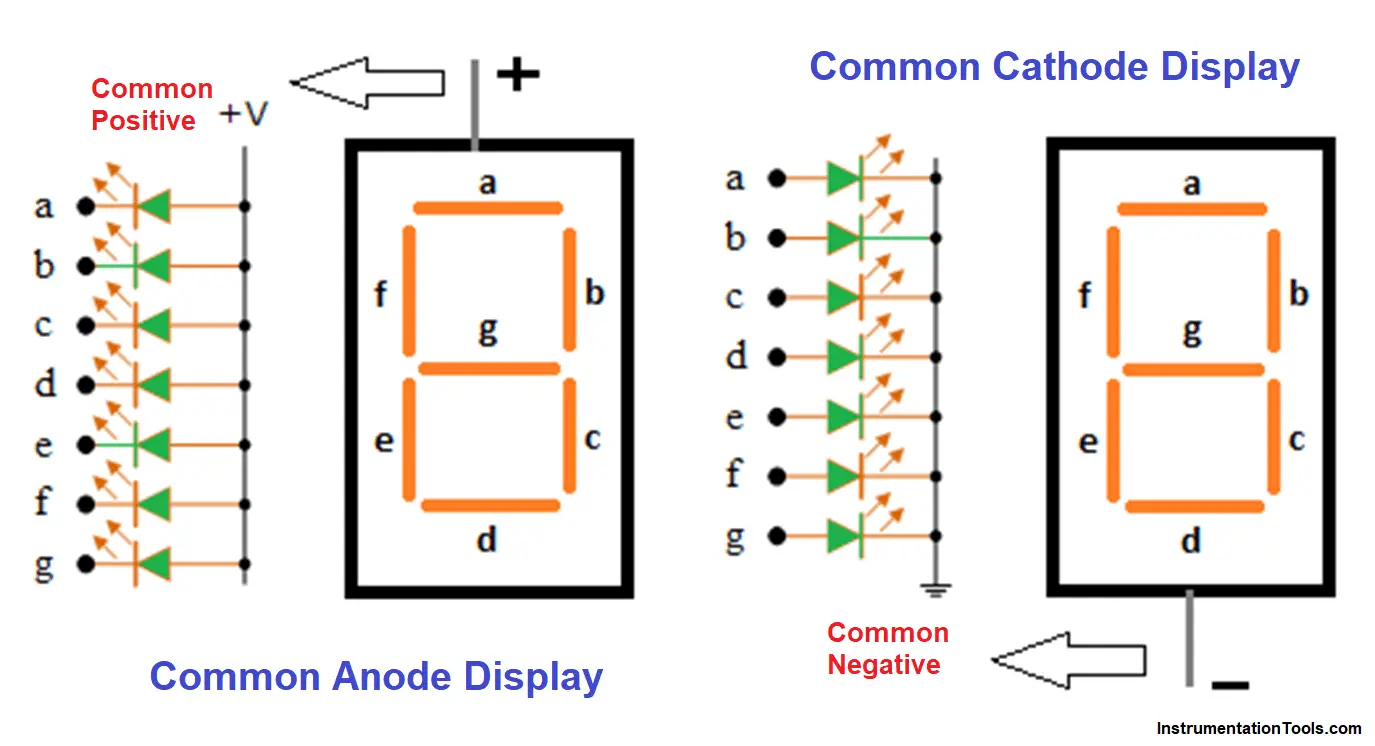 Common
Positive
+V
+
a
b
c
d
e
f
g
a
f
b
g
e
c
d
Common Anode Display
Common Cathode Display
a
b
c
d
e
f
g
a
f
b
g
e
c
d
Common
Negative
−
InstrumentationTools.com